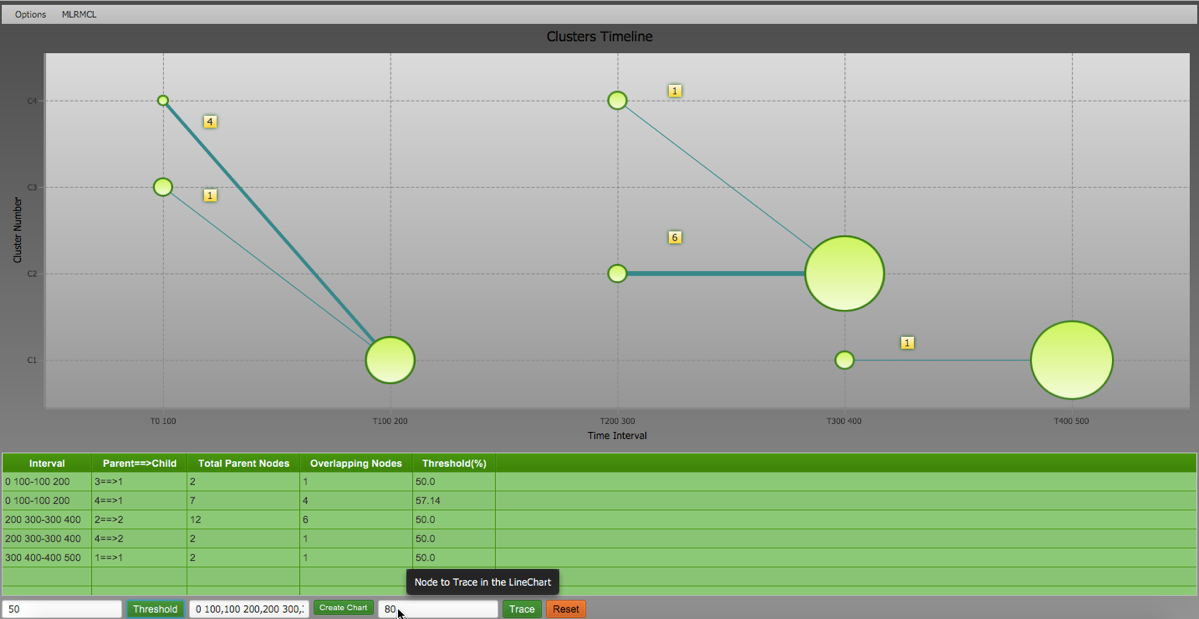 Options MLRMCL
Clusters Timeline
C4
C3
C2
C1
Cluster Number
4
1
1
6
1
T0 100 T100 200 T200 300 T300 400 T400 500
Time Interval
Interval Parent==>Child Total Parent Nodes Overlapping Nodes Threshold(%)
0 100-100 200 3==>1 2 1 50.0
0 100-100 200 4==>1 7 4 57.14
200 300-300 400 2==>2 12 6 50.0
200 300-300 400 4==>2 2 1 50.0
300 400-400 500 1==>1 2 1 50.0
Node to Trace in the LineChart
50 Threshold 0 100,100 200,200 300, Create Chart 80 Trace Reset